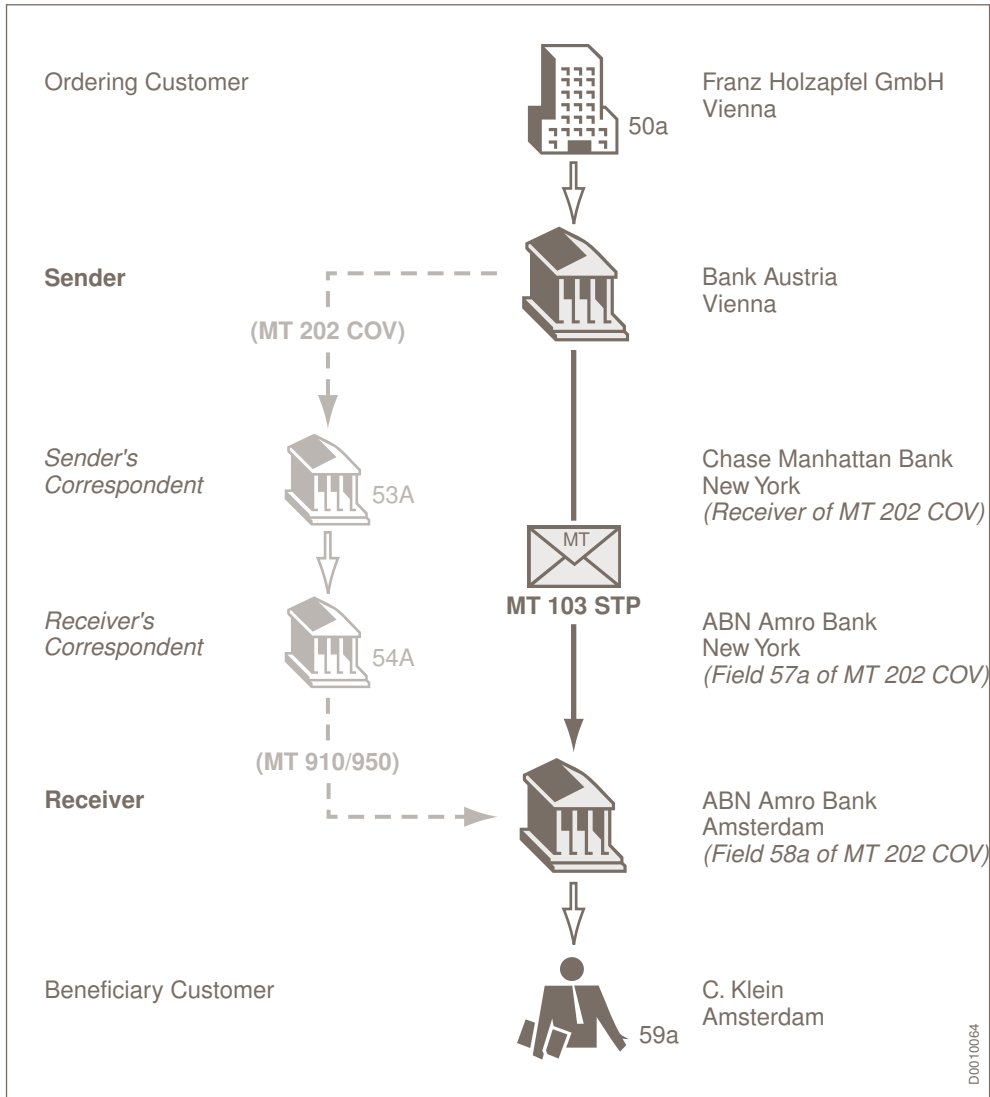 Ordering Customer
Franz Holzapfel GmbH
Vienna
50a
Sender
Bank Austria
Vienna
(MT 202 COV)
Sender's
Correspondent
53A
Chase Manhattan Bank
New York
(Receiver of MT 202 COV)
MT
MT 103 STP
Receiver's
Correspondent
54A
ABN Amro Bank
New York
(Field 57a of MT 202 COV)
(MT 910/950)
Receiver
ABN Amro Bank
Amsterdam
(Field 58a of MT 202 COV)
Beneficiary Customer
59a
C. Klein
Amsterdam
D0010064